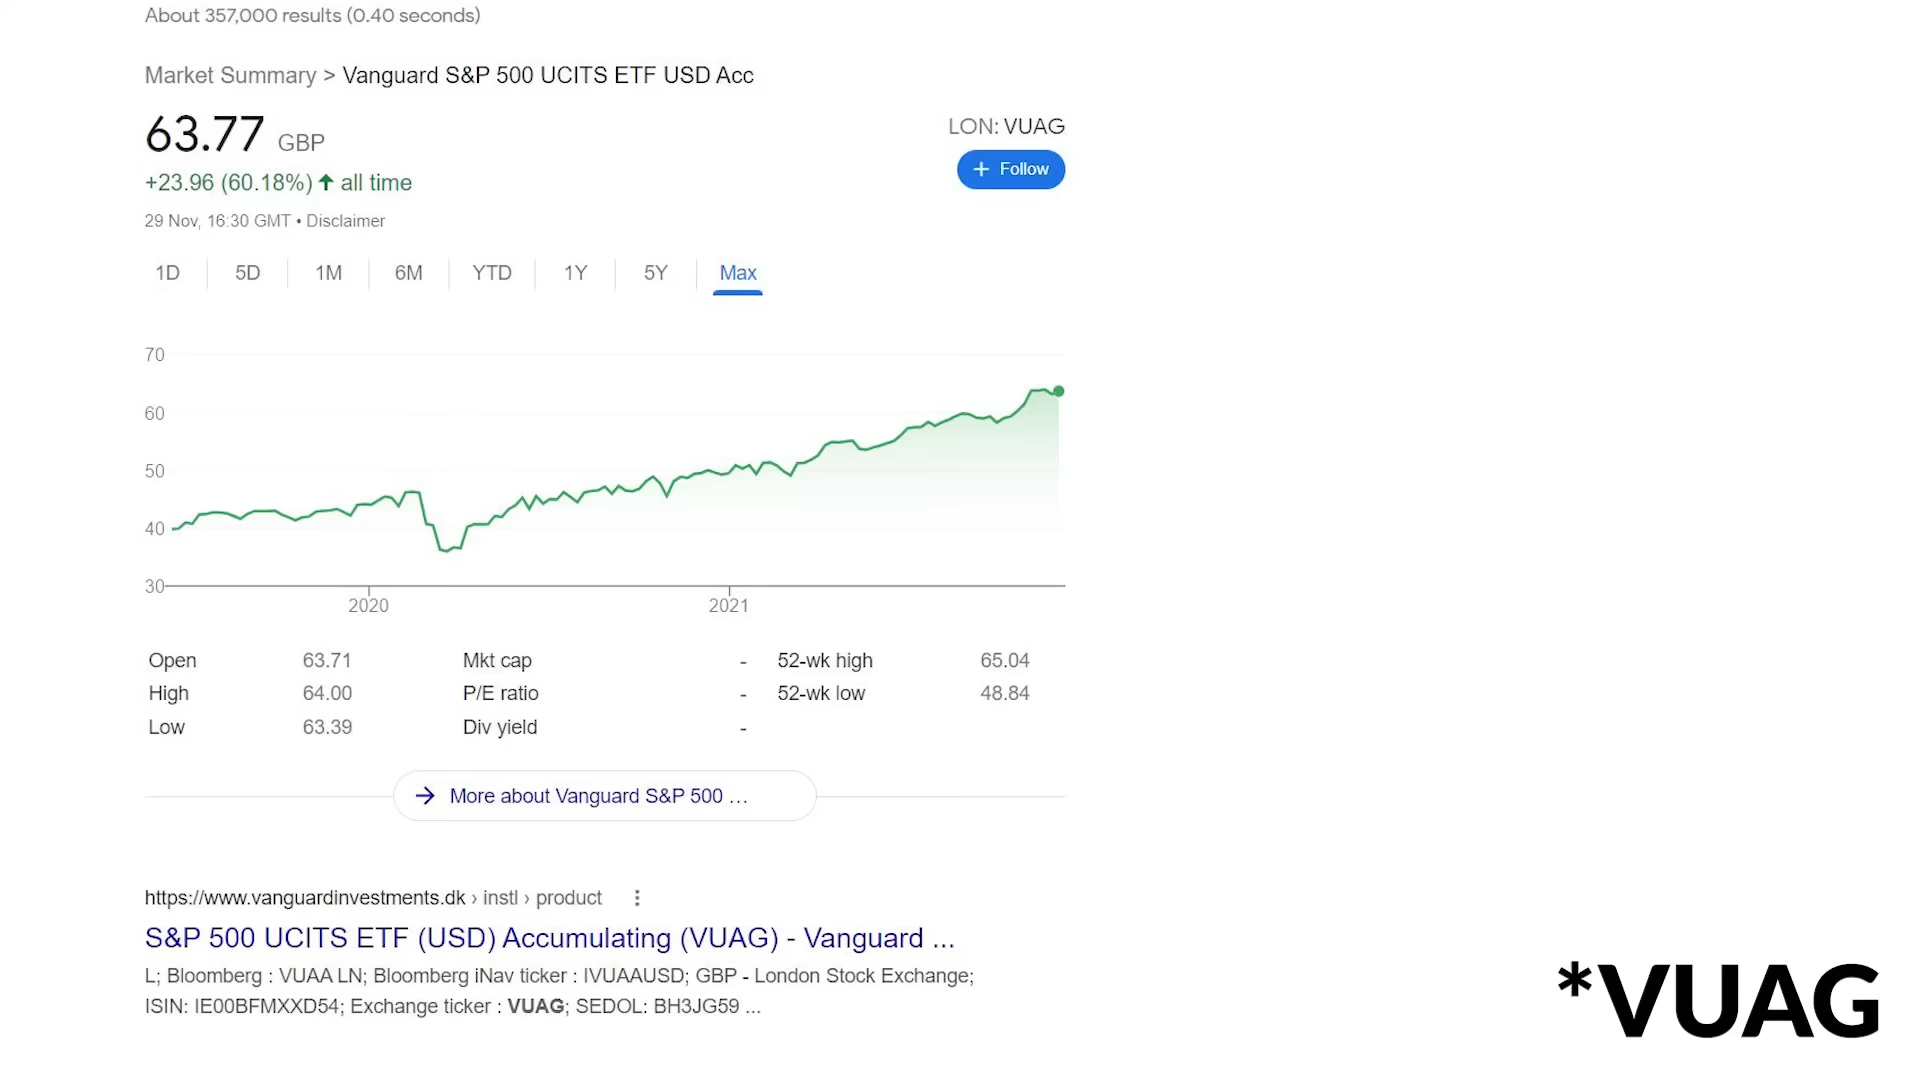 About 357,000 results (0.40 seconds)
Market Summary > Vanguard S&P 500 UCITS ETF USD Acc
63.77 GBP
LON: VUAG
+ Follow
+23.96 (60.18%) ↑ all time
29 Nov, 16:30 GMT • Disclaimer
1D 5D 1M 6M YTD 1Y 5Y Max
70
60
50
40
30
2020 2021
Open 63.71 Mkt cap - 52-wk high 65.04
High 64.00 P/E ratio - 52-wk low 48.84
Low 63.39 Div yield -
→ More about Vanguard S&P 500 ...
https://www.vanguardinvestments.dk › instl › product
S&P 500 UCITS ETF (USD) Accumulating (VUAG) - Vanguard ...
L; Bloomberg : VUAA LN; Bloomberg iNav ticker : IVUAAUSD; GBP - London Stock Exchange;
ISIN: IE00BFMXXD54; Exchange ticker : VUAG; SEDOL: BH3JG59 ...
*VUAG